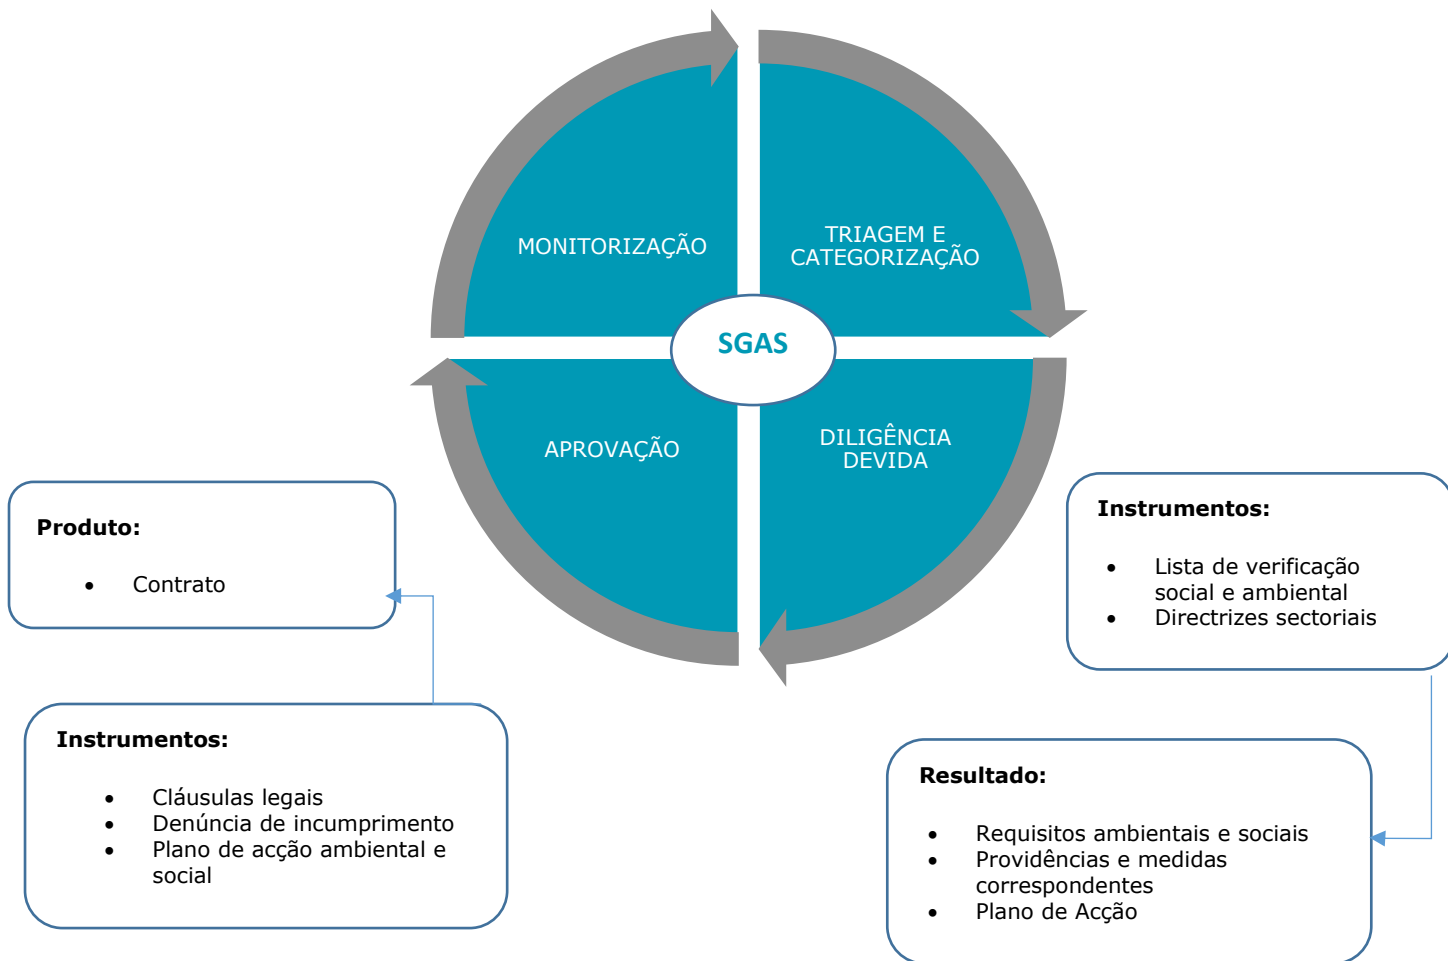 MONITORIZAÇÃO
TRIAGEM E
CATEGORIZAÇÃO
SGAS
APROVAÇÃO
DILIGÊNCIA
DEVIDA
Produto:
• Contrato
Instrumentos:
• Cláusulas legais
• Denúncia de incumprimento
• Plano de acção ambiental e
social
Instrumentos:
• Lista de verificação
social e ambiental
• Directrizes sectoriais
Resultado:
• Requisitos ambientais e sociais
• Providências e medidas
correspondentes
• Plano de Acção